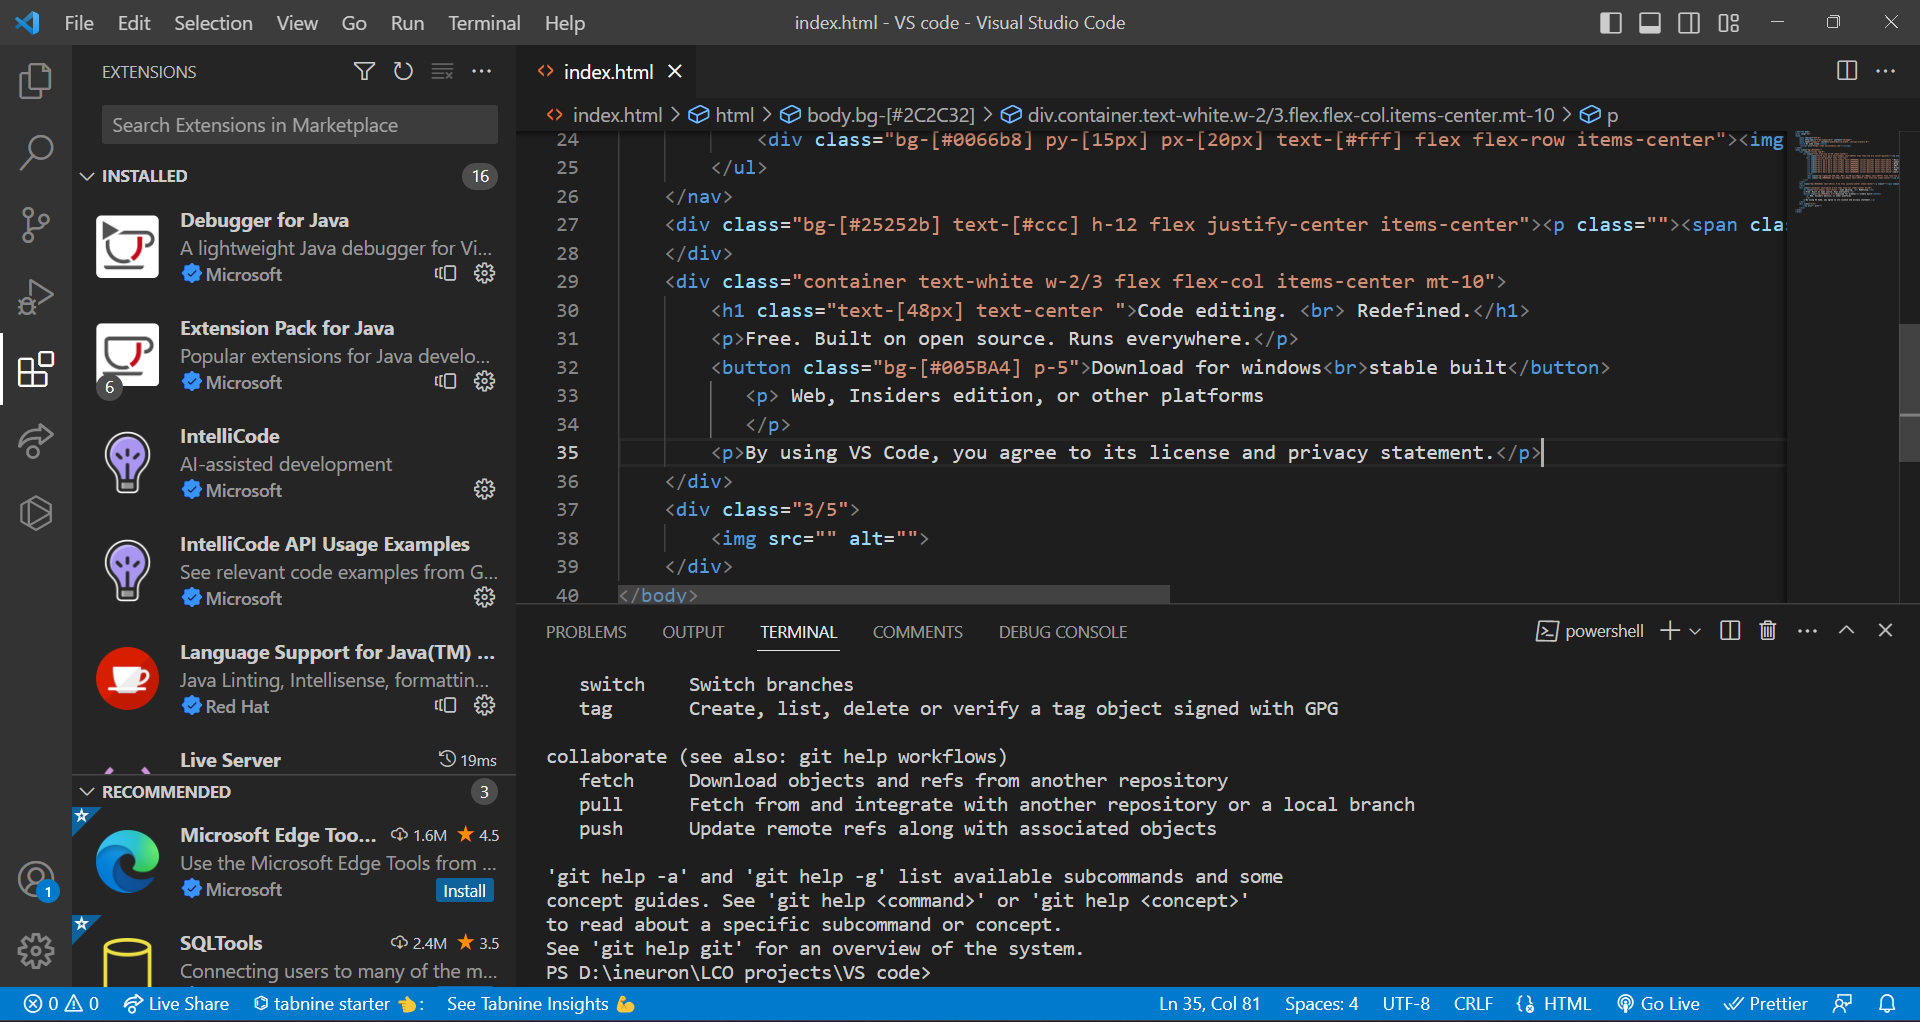 File Edit Selection View Go Run Terminal Help
index.html - VS code - Visual Studio Code
EXTENSIONS
Search Extensions in Marketplace
INSTALLED 16
Debugger for Java
A lightweight Java debugger for Vi...
Microsoft
Extension Pack for Java
Popular extensions for Java develo...
6
Microsoft
IntelliCode
AI-assisted development
Microsoft
IntelliCode API Usage Examples
See relevant code examples from G...
Microsoft
Language Support for Java(TM) ...
Java Linting, Intellisense, formattin...
Red Hat
Live Server 19ms
RECOMMENDED 3
Microsoft Edge Too... 1.6M 4.5
Use the Microsoft Edge Tools from ...
Microsoft Install
SQLTools 2.4M 3.5
Connecting users to many of the m...
1
index.html
index.html > html > body.bg-[#2C2C32] > div.container.text-white.w-2/3.flex.flex-col.items-center.mt-10 > p
24 <div class="bg-[#0066b8] py-[15px] px-[20px] text-[#fff] flex flex-row items-center"><img
25 </ul>
26 </nav>
27 <div class="bg-[#25252b] text-[#ccc] h-12 flex justify-center items-center"><p class=""><span cla
28 </div>
29 <div class="container text-white w-2/3 flex flex-col items-center mt-10">
30 <h1 class="text-[48px] text-center ">Code editing. <br> Redefined.</h1>
31 <p>Free. Built on open source. Runs everywhere.</p>
32 <button class="bg-[#005BA4] p-5">Download for windows<br>stable built</button>
33 <p> Web, Insiders edition, or other platforms
34 </p>
35 <p>By using VS Code, you agree to its license and privacy statement.</p>
36 </div>
37 <div class="3/5">
38 <img src="" alt="">
39 </div>
40 </body>
PROBLEMS OUTPUT TERMINAL COMMENTS DEBUG CONSOLE
powershell
switch Switch branches
tag Create, list, delete or verify a tag object signed with GPG
collaborate (see also: git help workflows)
fetch Download objects and refs from another repository
pull Fetch from and integrate with another repository or a local branch
push Update remote refs along with associated objects
'git help -a' and 'git help -g' list available subcommands and some
concept guides. See 'git help <command>' or 'git help <concept>'
to read about a specific subcommand or concept.
See 'git help git' for an overview of the system.
PS D:\ineuron\LCO projects\VS code>
0 0 Live Share tabnine starter 👈: See Tabnine Insights 💪
Ln 35, Col 81 Spaces: 4 UTF-8 CRLF HTML Go Live Prettier